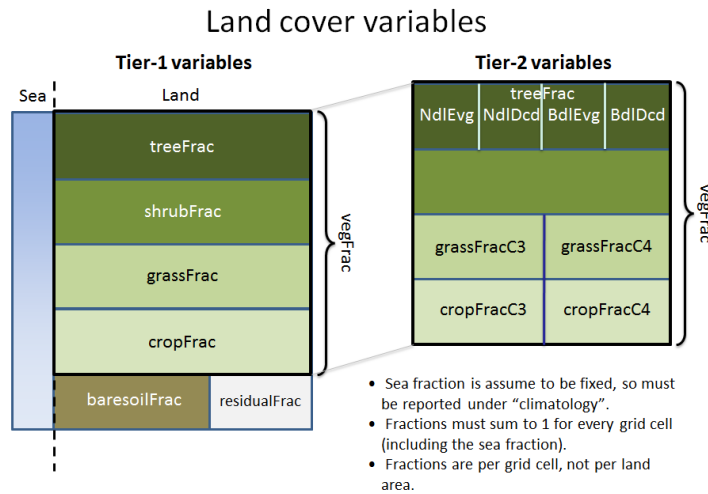 Land cover variables
Tier-1 variables
Sea
Land
treeFrac
shrubFrac
grassFrac
cropFrac
baresoilFrac
residualFrac
vegFrac
Tier-2 variables
treeFrac
NdlEvg
NdlDcd
BdlEvg
BdlDcd
grassFracC3
grassFracC4
cropFracC3
cropFracC4
vegFrac
• Sea fraction is assume to be fixed, so must
be reported under “climatology”.
• Fractions must sum to 1 for every grid cell
(including the sea fraction).
• Fractions are per grid cell, not per land
area.